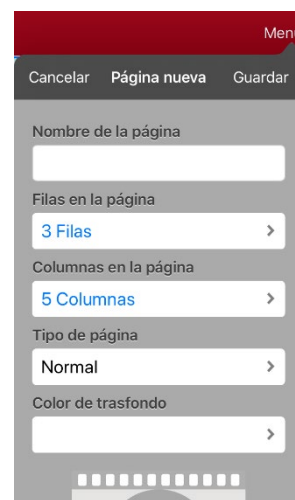 Menú
Cancelar Página nueva Guardar
Nombre de la página
Filas en la página
3 Filas
Columnas en la página
5 Columnas
Tipo de página
Normal
Color de trasfondo